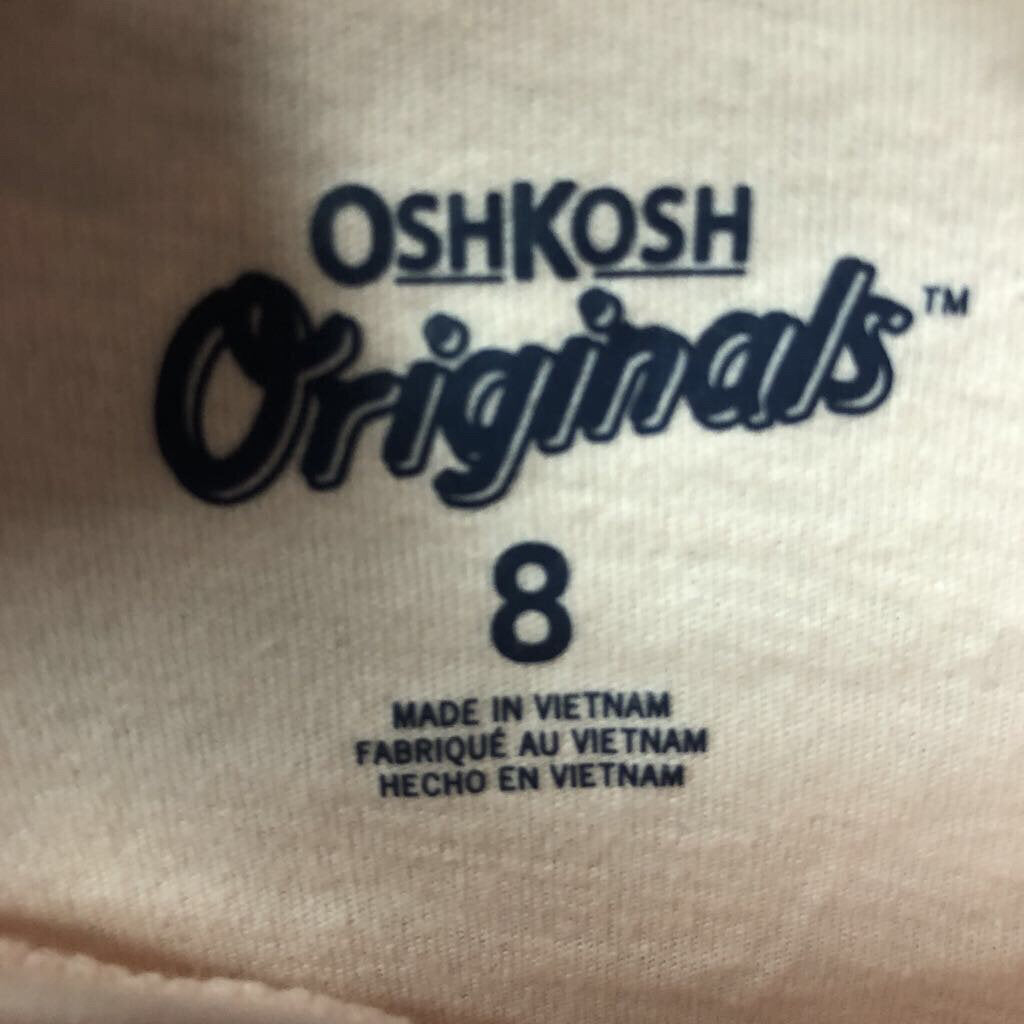 OSHKOSH
Originals™
8
MADE IN VIETNAM
FABRIQUÉ AU VIETNAM
HECHO EN VIETNAM